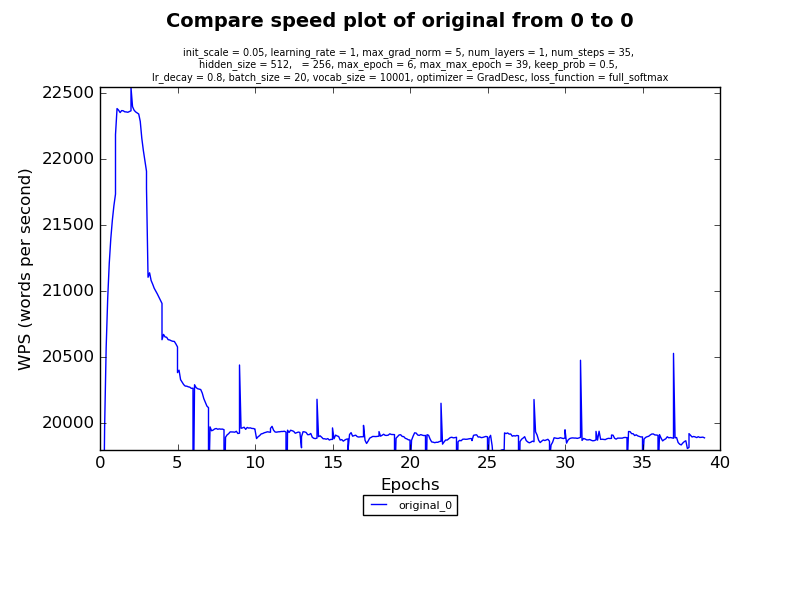 Compare speed plot of original from 0 to 0
init_scale = 0.05, learning_rate = 1, max_grad_norm = 5, num_layers = 1, num_steps = 35,
hidden_size = 512,   = 256, max_epoch = 6, max_max_epoch = 39, keep_prob = 0.5,
lr_decay = 0.8, batch_size = 20, vocab_size = 10001, optimizer = GradDesc, loss_function = full_softmax
22500
22000
21500
21000
20500
20000
WPS (words per second)
0 5 10 15 20 25 30 35 40
Epochs
original_0